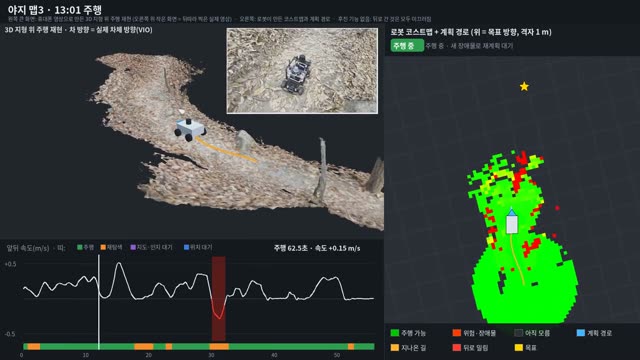 야지 맵3 · 13:01 주행
3D 지형 위 주행 재현 · 차 방향 = 실제 차체 방향(VIO)
로봇 코스트맵 + 계획 경로 (위 = 목표 방향, 격자 1 m)
주행 중
주행 중 · 새 장애물로 재계획 대기
앞뒤 속도(m/s) · 띠:
주행
재탐색
지도·인지 대기
위치 대기
주행 62.5초 · 속도 +0.15 m/s
+0.5
-0.5
0
10
20
30
40
50
주행 가능
위험·장애물
아직 모름
계획 경로
지나온 길
뒤로 밀림
목표